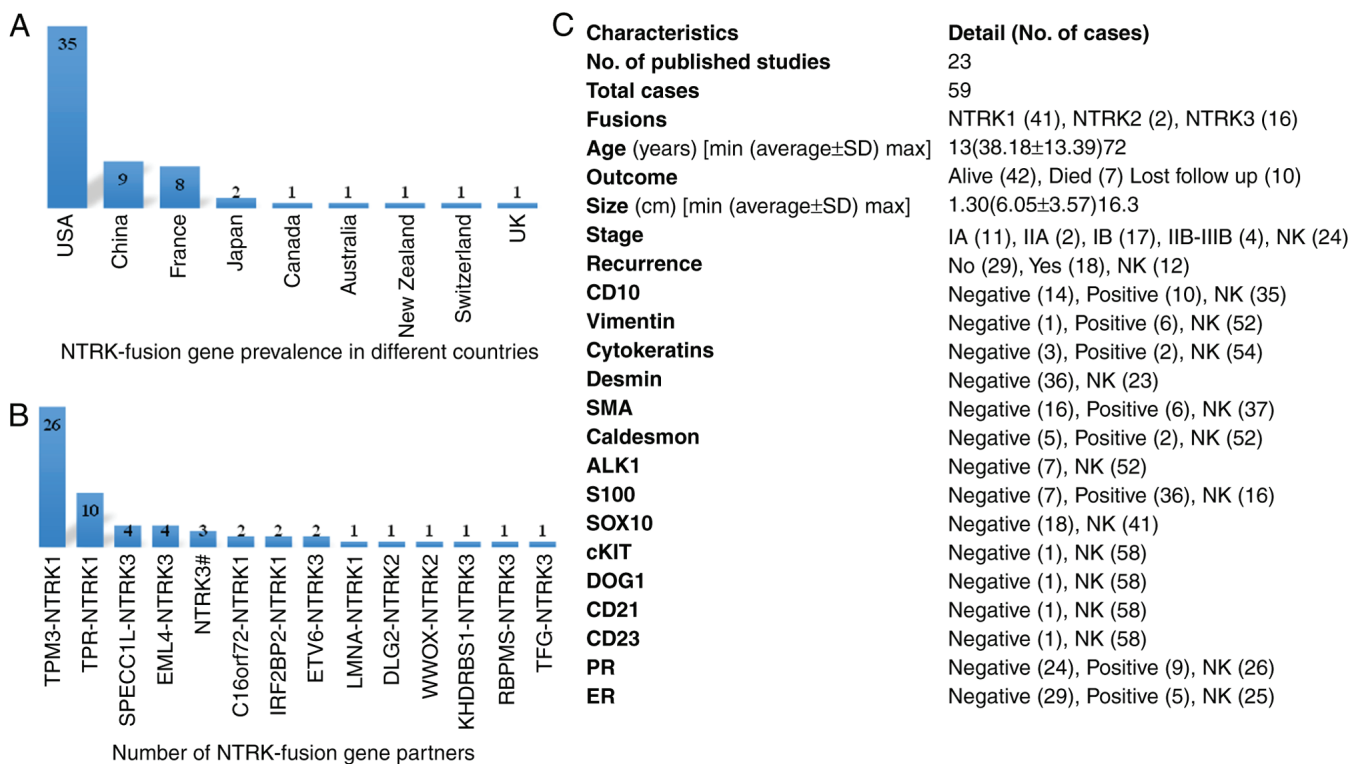 A
35
9
8
2
1
1
1
1
1
USA
China
France
Japan
Canada
Australia
New Zealand
Switzerland
UK
NTRK-fusion gene prevalence in different countries
B
26
10
4
4
3
2
2
2
1
1
1
1
1
1
TPM3-NTRK1
TPR-NTRK1
SPECC1L-NTRK3
EML4-NTRK3
NTRK3#
C16orf72-NTRK1
IRF2BP2-NTRK1
ETV6-NTRK3
LMNA-NTRK1
DLG2-NTRK2
WWOX-NTRK2
KHDRBS1-NTRK3
RBPMS-NTRK3
TFG-NTRK3
Number of NTRK-fusion gene partners
C
Characteristics Detail (No. of cases)
No. of published studies 23
Total cases 59
Fusions NTRK1 (41), NTRK2 (2), NTRK3 (16)
Age (years) [min (average±SD) max] 13(38.18±13.39)72
Outcome Alive (42), Died (7) Lost follow up (10)
Size (cm) [min (average±SD) max] 1.30(6.05±3.57)16.3
Stage IA (11), IIA (2), IB (17), IIB-IIIB (4), NK (24)
Recurrence No (29), Yes (18), NK (12)
CD10 Negative (14), Positive (10), NK (35)
Vimentin Negative (1), Positive (6), NK (52)
Cytokeratins Negative (3), Positive (2), NK (54)
Desmin Negative (36), NK (23)
SMA Negative (16), Positive (6), NK (37)
Caldesmon Negative (5), Positive (2), NK (52)
ALK1 Negative (7), NK (52)
S100 Negative (7), Positive (36), NK (16)
SOX10 Negative (18), NK (41)
cKIT Negative (1), NK (58)
DOG1 Negative (1), NK (58)
CD21 Negative (1), NK (58)
CD23 Negative (1), NK (58)
PR Negative (24), Positive (9), NK (26)
ER Negative (29), Positive (5), NK (25)